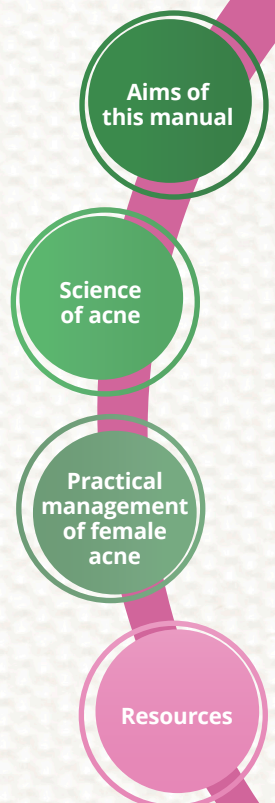 Aims of
this manual
Science
of acne
Practical
management
of female
acne
Resources